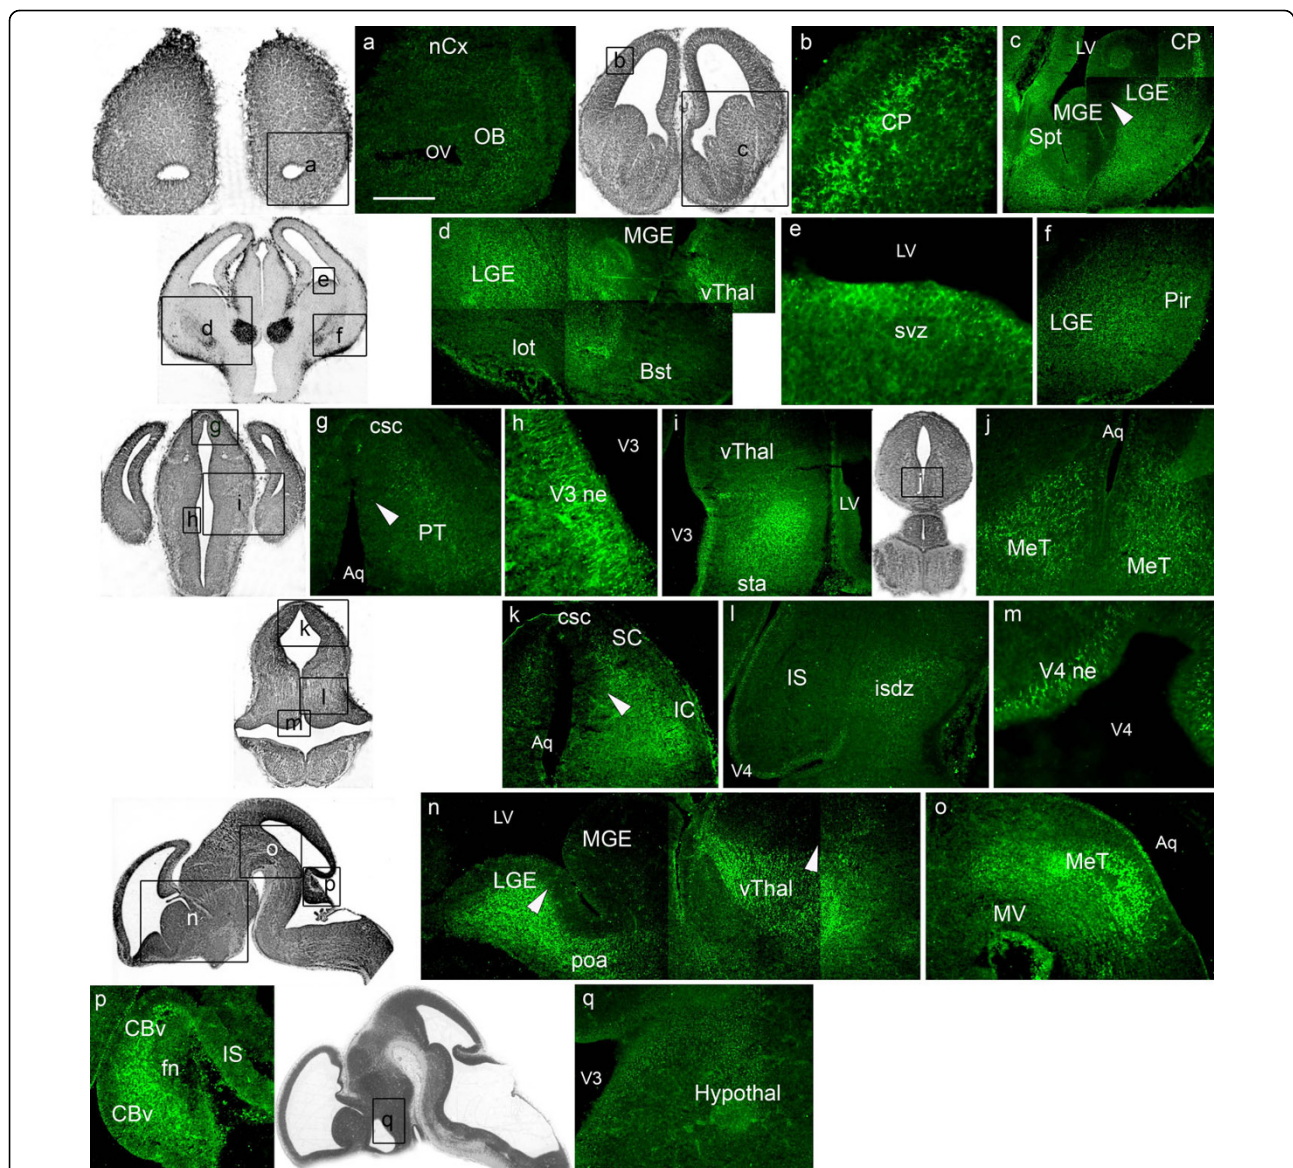 a
a
nCx
OB
OV
b
c
b
CP
c
LV
CP
MGE
LGE
Spt
d
e
f
d
MGE
LGE
vThal
lot
Bst
e
LV
svz
f
Pir
LGE
g
h
i
g
csc
PT
Aq
h
V3
V3 ne
i
vThal
LV
V3
sta
j
j
Aq
MeT
MeT
k
l
m
k
csc
SC
IC
Aq
l
IS
isdz
V4
m
V4 ne
V4
n
o
p
n
LV
MGE
LGE
vThal
poa
o
Aq
MeT
MV
p
CBv
IS
fn
CBv
q
q
V3
Hypothal